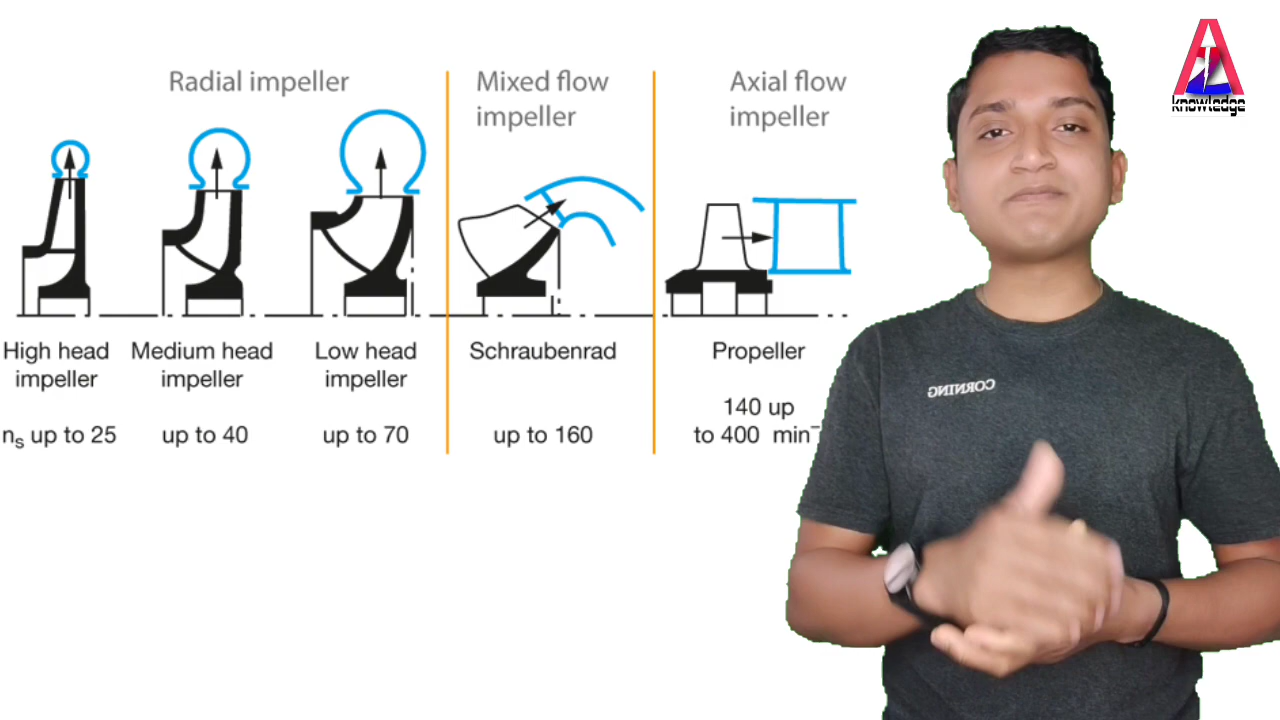 Radial impeller
Mixed flow
impeller
Axial flow
impeller
High head
impeller
Medium head
impeller
Low head
impeller
Schraubenrad
Propeller
nₛ up to 25
up to 40
up to 70
up to 160
140 up
to 400 min⁻
CORNING
knowledge